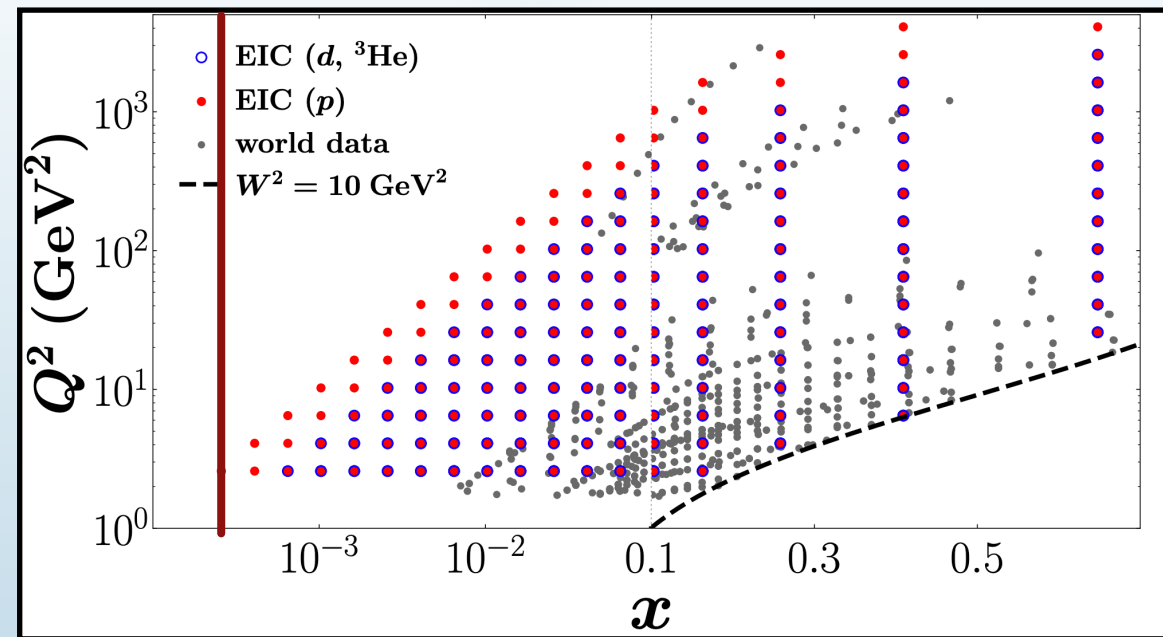 EIC (d, ³He)
EIC (p)
world data
W² = 10 GeV²
Q² (GeV²)
10³
10²
10¹
10⁰
10⁻³ 10⁻² 0.1 0.3 0.5
x